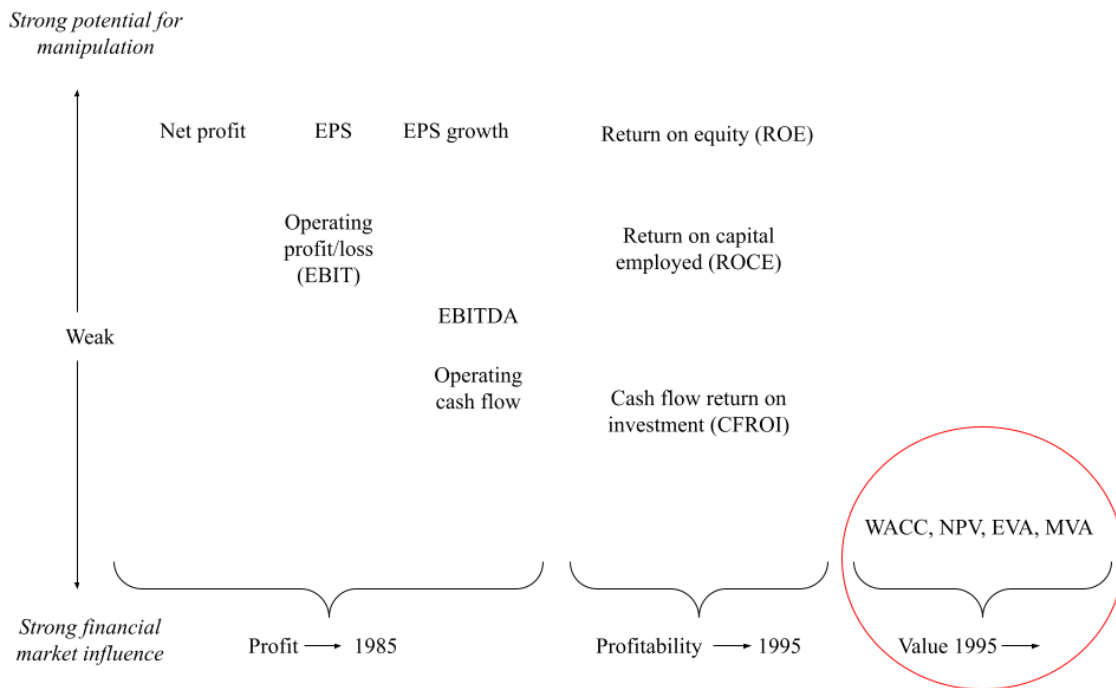 Strong potential for
manipulation
Net profit
EPS
EPS growth
Return on equity (ROE)
Operating
profit/loss
(EBIT)
Return on capital
employed (ROCE)
EBITDA
Weak
Operating
cash flow
Cash flow return on
investment (CFROI)
WACC, NPV, EVA, MVA
Strong financial
market influence
Profit → 1985
Profitability → 1995
Value 1995 →